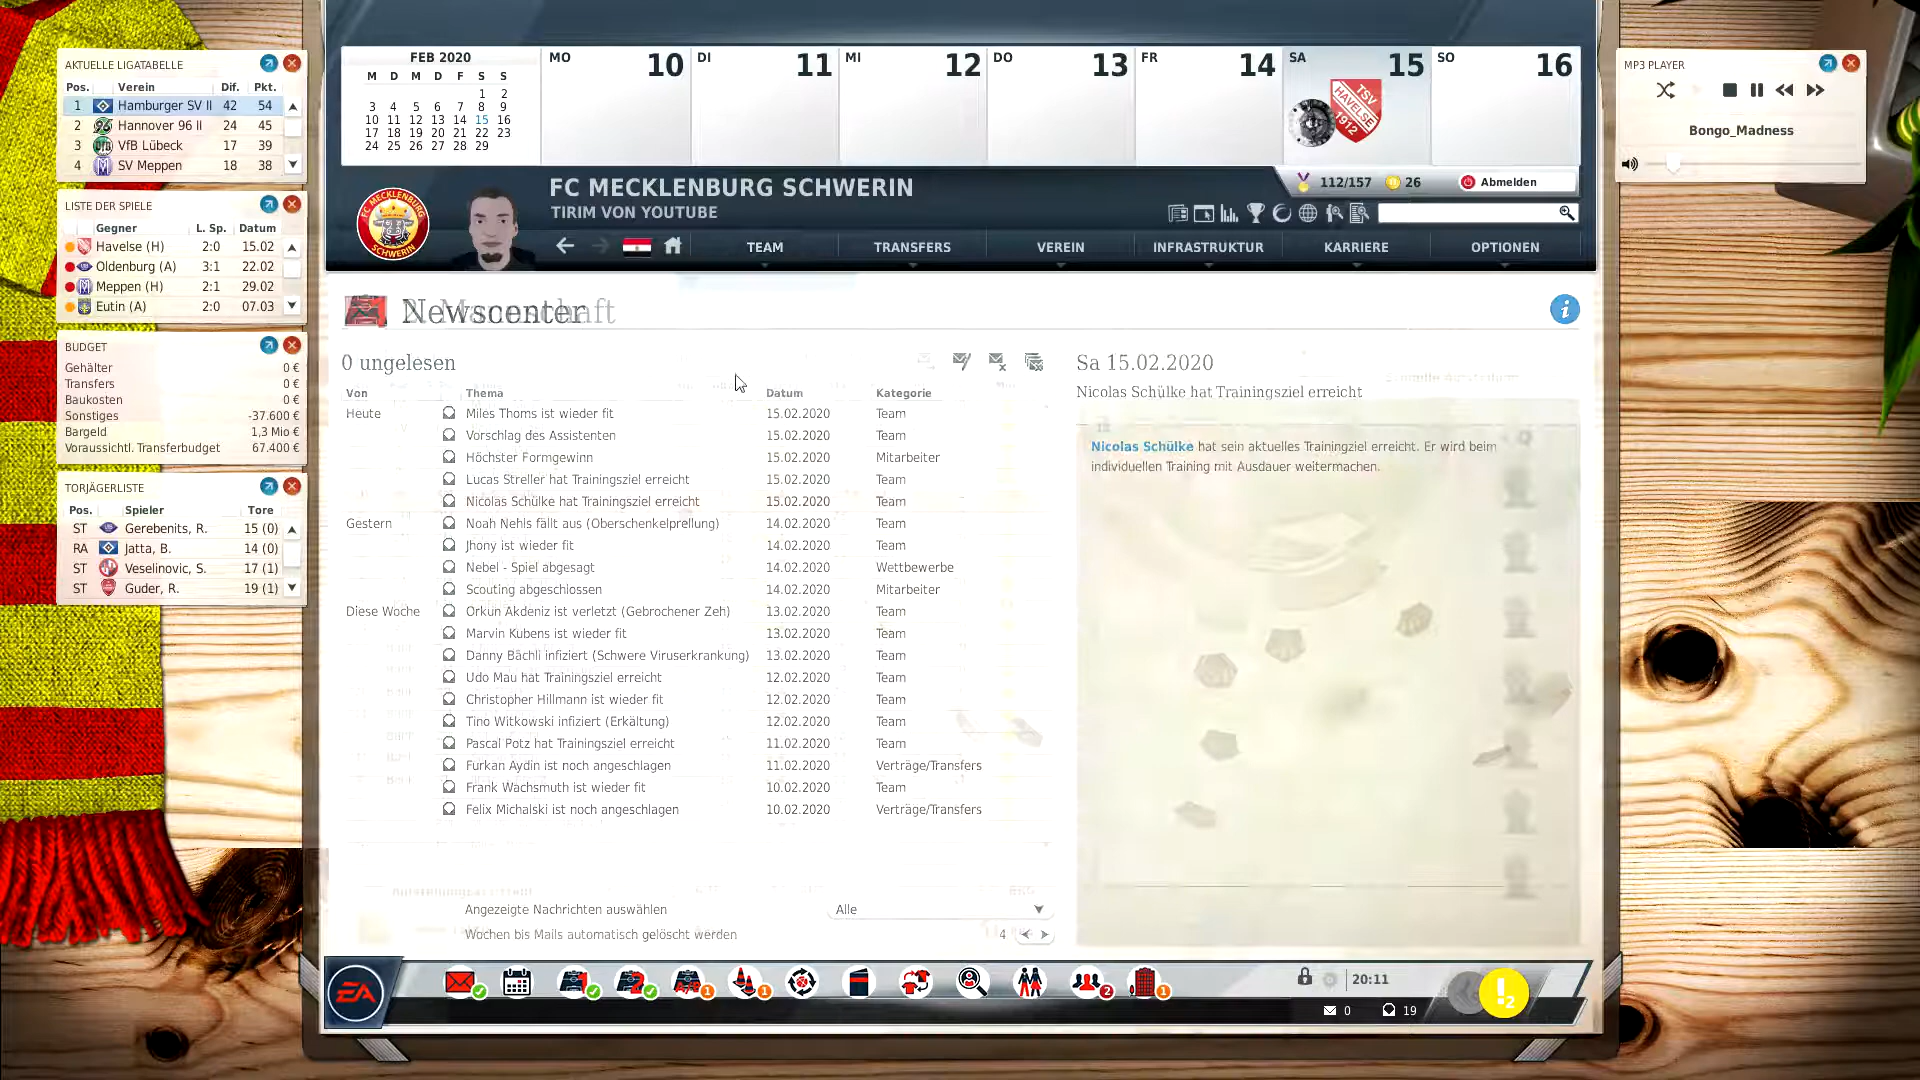 AKTUELLE LIGATABELLE
Pos. Verein Dif. Pkt.
1 Hamburger SV II 42 54
2 Hannover 96 II 24 45
3 VfB Lübeck 17 39
4 SV Meppen 18 38
LISTE DER SPIELE
Gegner L. Sp. Datum
Havelse (H) 2:0 15.02
Oldenburg (A) 3:1 22.02
Meppen (H) 2:1 29.02
Eutin (A) 2:0 07.03
BUDGET
Gehälter 0 €
Transfers 0 €
Baukosten 0 €
Sonstiges -37.600 €
Bargeld 1,3 Mio €
Voraussichtl. Transferbudget 67.400 €
TORJÄGERLISTE
Pos. Spieler Tore
ST Gerebenits, R. 15 (0)
RA Jatta, B. 14 (0)
ST Veselinovic, S. 17 (1)
ST Guder, R. 19 (1)
FEB 2020
M D M D F S S
1 2
3 4 5 6 7 8 9
10 11 12 13 14 15 16
17 18 19 20 21 22 23
24 25 26 27 28 29
MO 10 DI 11 MI 12 DO 13 FR 14 SA 15 SO 16
TSV HAVELSE 1912
FC MECKLENBURG SCHWERIN
TIRIM VON YOUTUBE
FC MECKLENBURG SCHWERIN
112/157 26 Abmelden
TEAM TRANSFERS VEREIN INFRASTRUKTUR KARRIERE OPTIONEN
Newscenter
0 ungelesen
Von Thema Datum Kategorie
Heute Miles Thoms ist wieder fit 15.02.2020 Team
Vorschlag des Assistenten 15.02.2020 Team
Höchster Formgewinn 15.02.2020 Mitarbeiter
Lucas Streller hat Trainingsziel erreicht 15.02.2020 Team
Nicolas Schülke hat Trainingsziel erreicht 15.02.2020 Team
Gestern Noah Nehls fällt aus (Oberschenkelprellung) 14.02.2020 Team
Jhony ist wieder fit 14.02.2020 Team
Nebel - Spiel abgesagt 14.02.2020 Wettbewerbe
Scouting abgeschlossen 14.02.2020 Mitarbeiter
Diese Woche Orkun Akdeniz ist verletzt (Gebrochener Zeh) 13.02.2020 Team
Marvin Kubens ist wieder fit 13.02.2020 Team
Danny Bächli infiziert (Schwere Viruserkrankung) 13.02.2020 Team
Udo Mau hat Trainingsziel erreicht 12.02.2020 Team
Christopher Hillmann ist wieder fit 12.02.2020 Team
Tino Witkowski infiziert (Erkältung) 12.02.2020 Team
Pascal Potz hat Trainingsziel erreicht 11.02.2020 Team
Furkan Aydin ist noch angeschlagen 11.02.2020 Verträge/Transfers
Frank Wachsmuth ist wieder fit 10.02.2020 Team
Felix Michalski ist noch angeschlagen 10.02.2020 Verträge/Transfers
Angezeigte Nachrichten auswählen Alle
Wochen bis Mails automatisch gelöscht werden 4
Sa 15.02.2020
Nicolas Schülke hat Trainingsziel erreicht
Nicolas Schülke hat sein aktuelles Trainingziel erreicht. Er wird beim
individuellen Training mit Ausdauer weitermachen.
MP3 PLAYER
Bongo_Madness
EA
1 2 A/B 1 1 2 1
20:11
0 19
!2